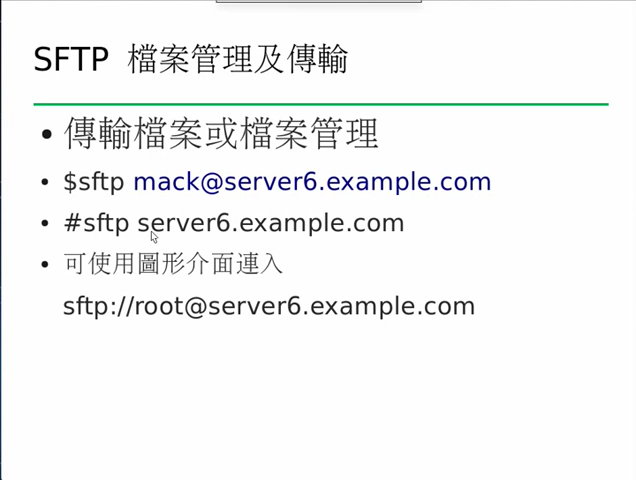 SFTP 檔案管理及傳輸
傳輸檔案或檔案管理
$sftp mack@server6.example.com
#sftp server6.example.com
可使用圖形介面連入
sftp://root@server6.example.com